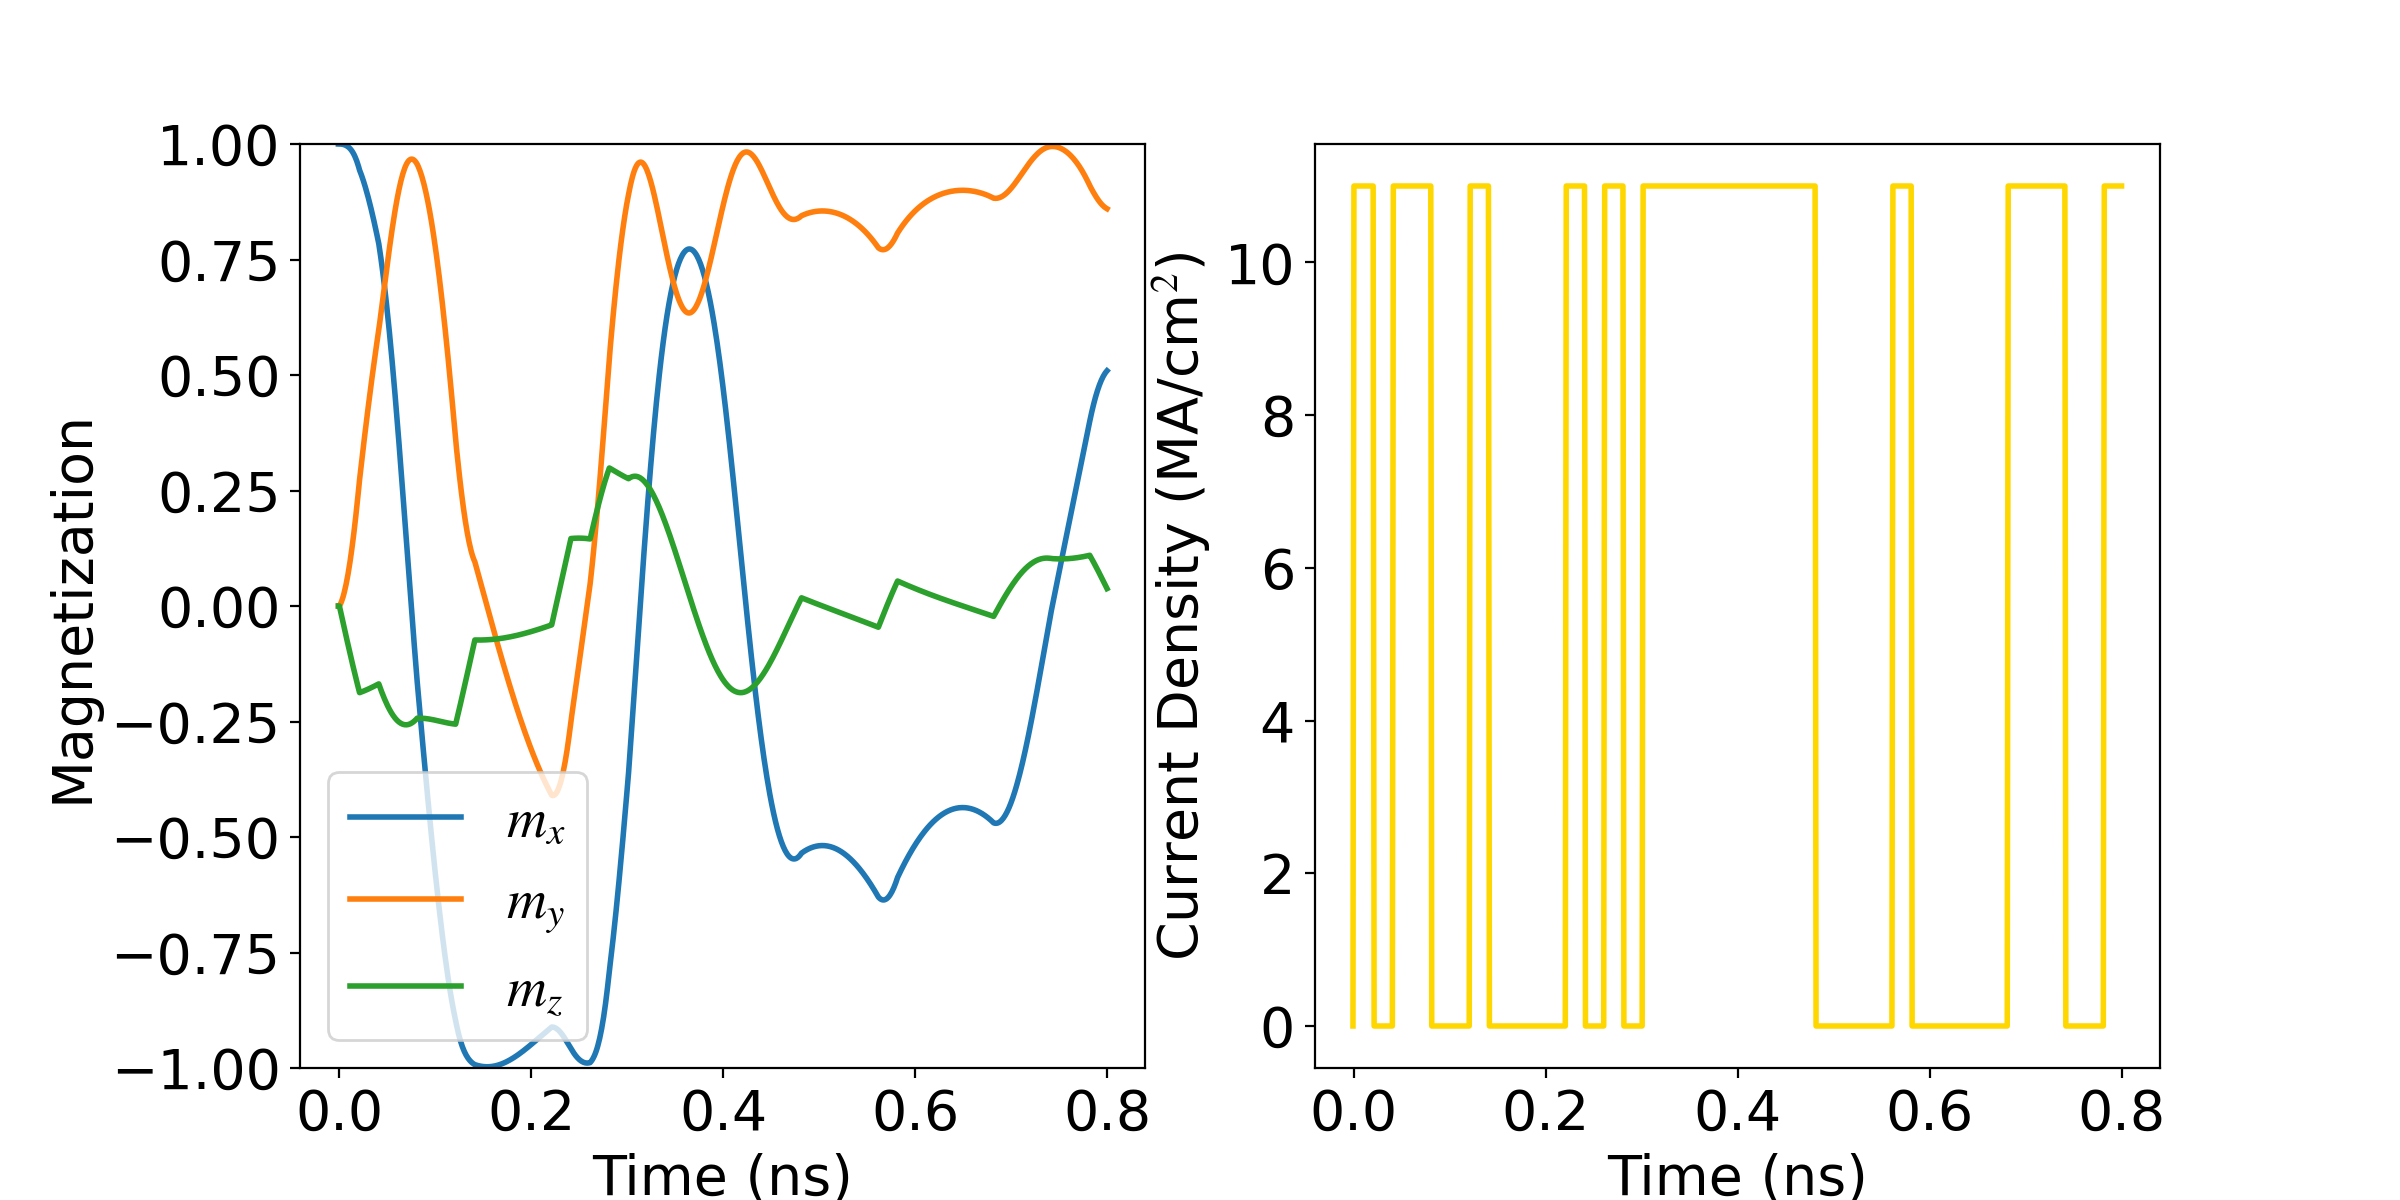 1.00
0.75
0.50
0.25
0.00
−0.25
−0.50
−0.75
−1.00
Magnetization
m_x
m_y
m_z
0.0 0.2 0.4 0.6 0.8
Time (ns)
10
8
6
4
2
0
Current Density (MA/cm²)
0.0 0.2 0.4 0.6 0.8
Time (ns)